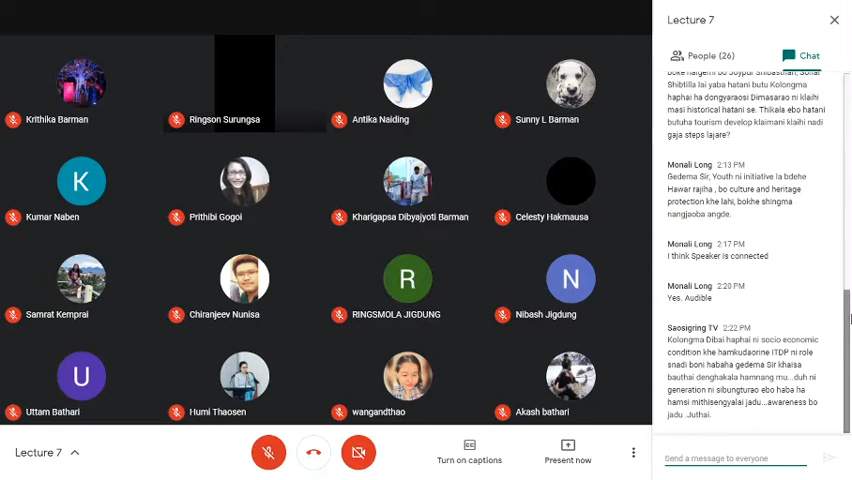 Krithika Barman
Ringson Surungsa
Antika Naiding
Sunny L Barman
K
Kumar Naben
Prithibi Gogoi
Kharigapsa Dibyajyoti Barman
Celesty Hakmausa
Samrat Kemprai
Chiranjeev Nunisa
R
RINGSMOLA JIGDUNG
N
Nibash Jigdung
U
Uttam Bathari
Humi Thaosen
wangandthao
Akash bathari
Lecture 7
Turn on captions
Present now
Lecture 7
People (26)
Chat
Shibtilla lai yaba hatani butu Kolongma
haphai ha dongyaraosi Dimasarao ni klaihi
masi historical hatani se. Thikala ebo hatani
butuha tourism develop klaimani klaihi nadi
gaja steps lajare?
Monali Long 2:13 PM
Gedema Sir, Youth ni initiative la bdehe
Hawar rajiha , bo culture and heritage
protection khe lahi, bokhe shingma
nangjaoba angde.
Monali Long 2:17 PM
I think Speaker is connected
Monali Long 2:20 PM
Yes. Audible
Saosigring TV 2:22 PM
Kolongma Dibai haphai ni socio economic
condition khe hamkudaorine ITDP ni role
snadi boni habaha gedema Sir khaisa
bauthai denghakala hamnang mu...duh ni
generation ni sibungturao ebo haba ha
hamsi mithisengyalai jadu...awareness bo
jadu .Juthai.
Send a message to everyone